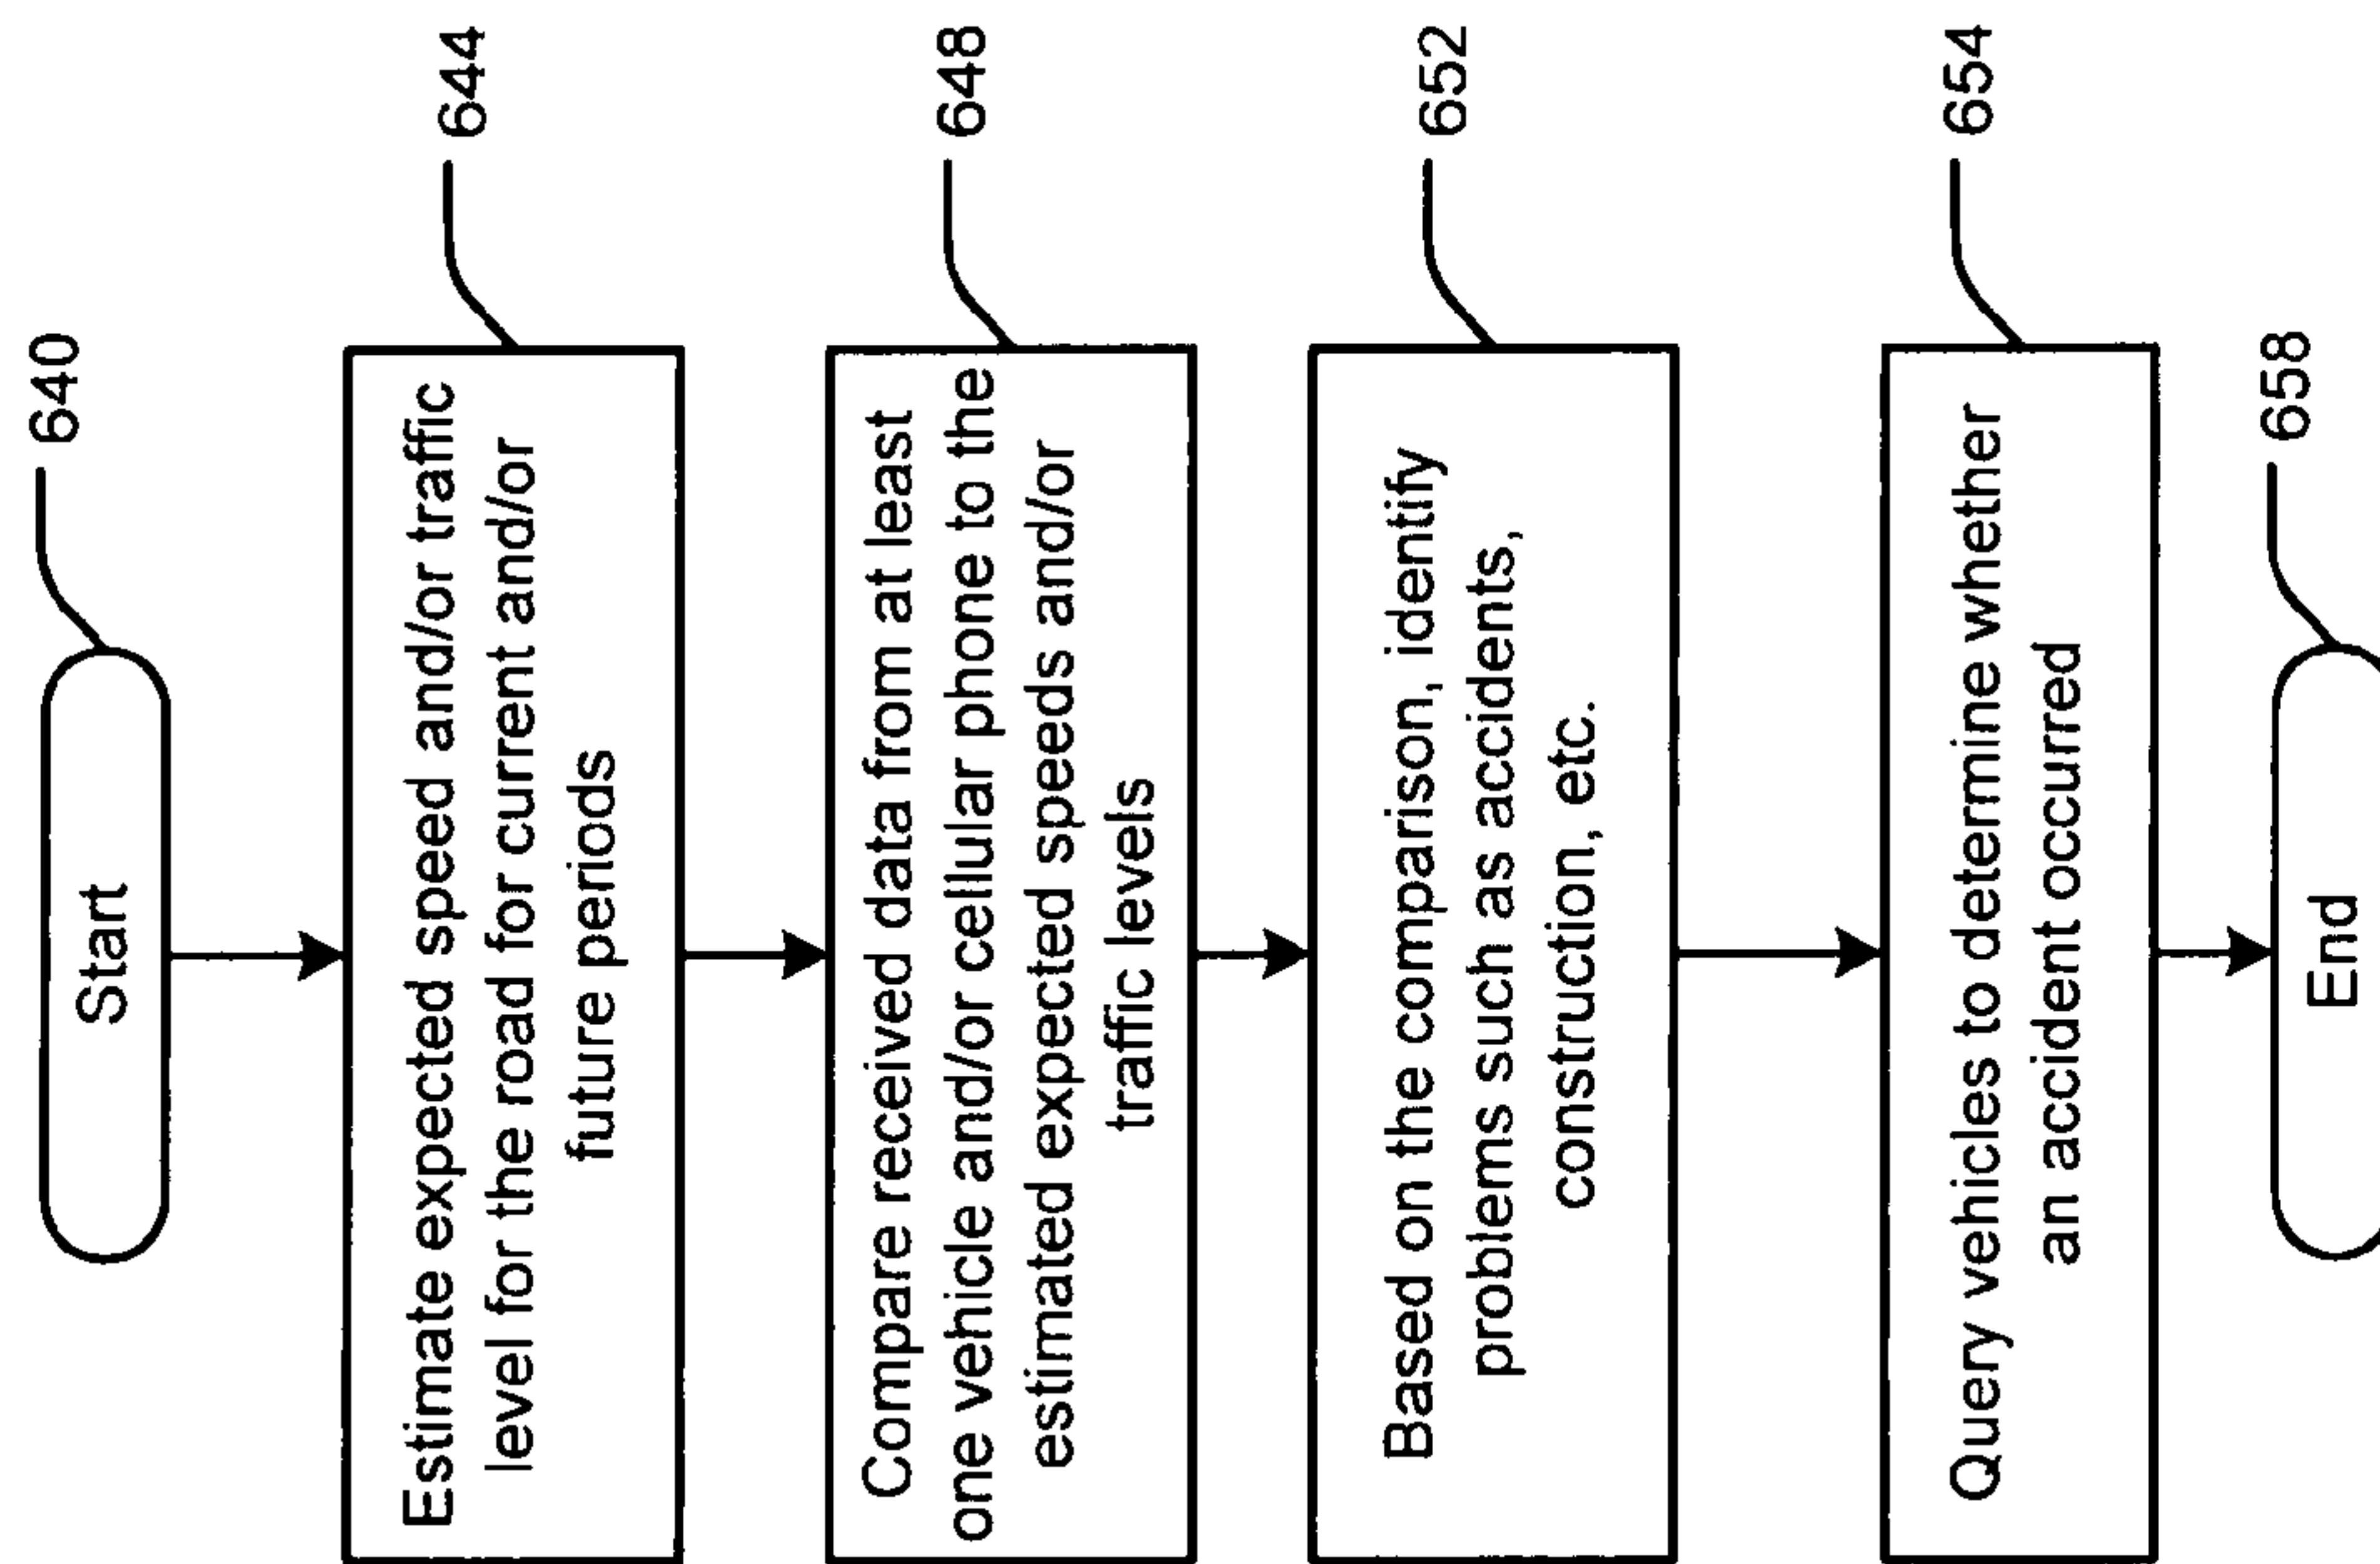 Start
640
Estimate expected speed and/or traffic
level for the road for current and/or
future periods
644
Compare received data from at least
one vehicle and/or cellular phone to the
estimated expected speeds and/or
traffic levels
648
Based on the comparison, identify
problems such as accidents,
construction, etc.
652
Query vehicles to determine whether
an accident occurred
654
End
658